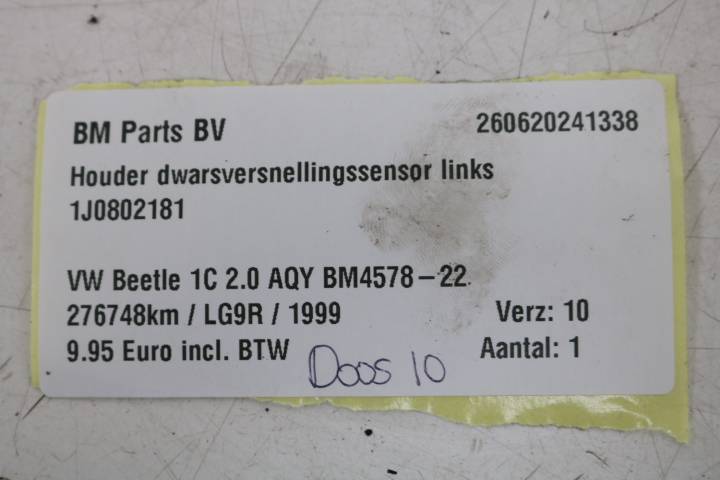 BM Parts BV 260620241338
Houder dwarsversnellingssensor links
1J0802181
VW Beetle 1C 2.0 AQY BM4578-22
276748km / LG9R / 1999 Verz: 10
9.95 Euro incl. BTW Aantal: 1
Doos 10